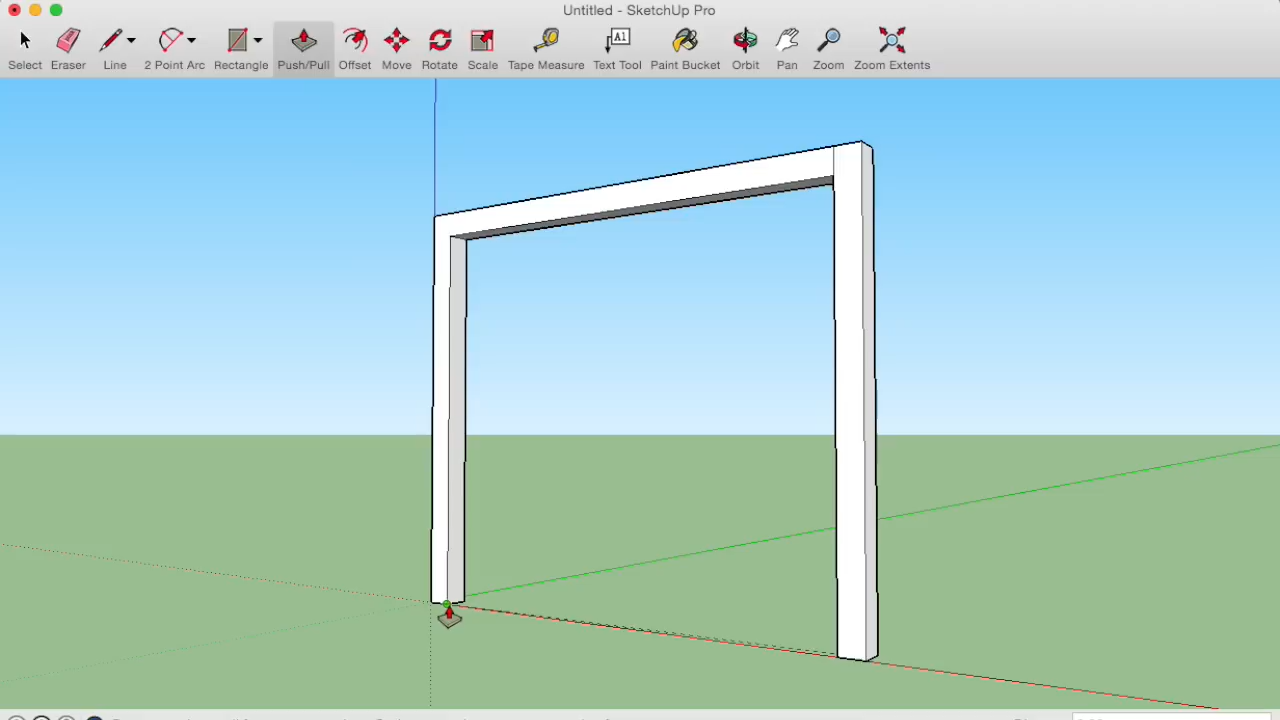 Untitled - SketchUp Pro
A1
Select Eraser Line 2 Point Arc Rectangle Push/Pull Offset Move Rotate Scale Tape Measure Text Tool Paint Bucket Orbit Pan Zoom Zoom Extents